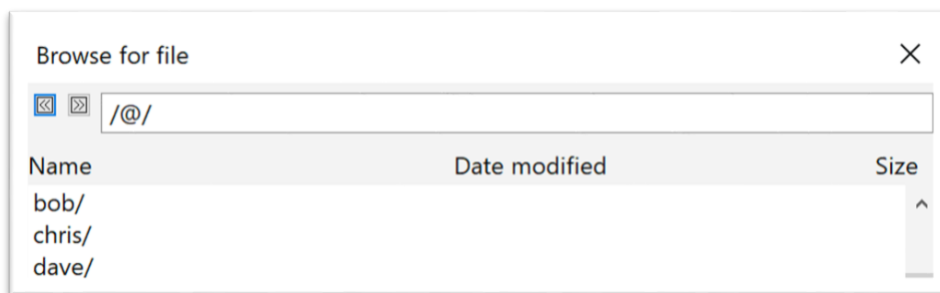 Browse for file
/@/
Name Date modified Size
bob/
chris/
dave/